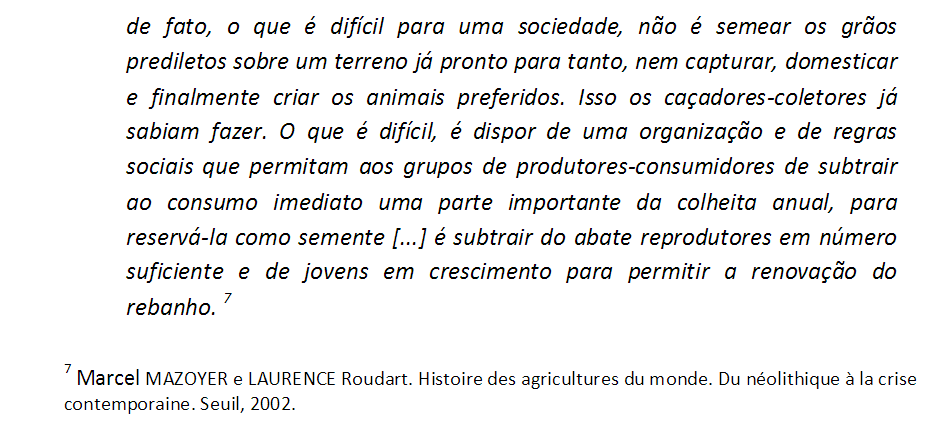 de fato, o que é difícil para uma sociedade, não é semear os grãos
prediletos sobre um terreno já pronto para tanto, nem capturar, domesticar
e finalmente criar os animais preferidos. Isso os caçadores-coletores já
sabiam fazer. O que é difícil, é dispor de uma organização e de regras
sociais que permitam aos grupos de produtores-consumidores de subtrair
ao consumo imediato uma parte importante da colheita anual, para
reservá-la como semente [...] é subtrair do abate reprodutores em número
suficiente e de jovens em crescimento para permitir a renovação do
rebanho. 7
7 Marcel MAZOYER e LAURENCE Roudart. Histoire des agricultures du monde. Du néolithique à la crise
contemporaine. Seuil, 2002.